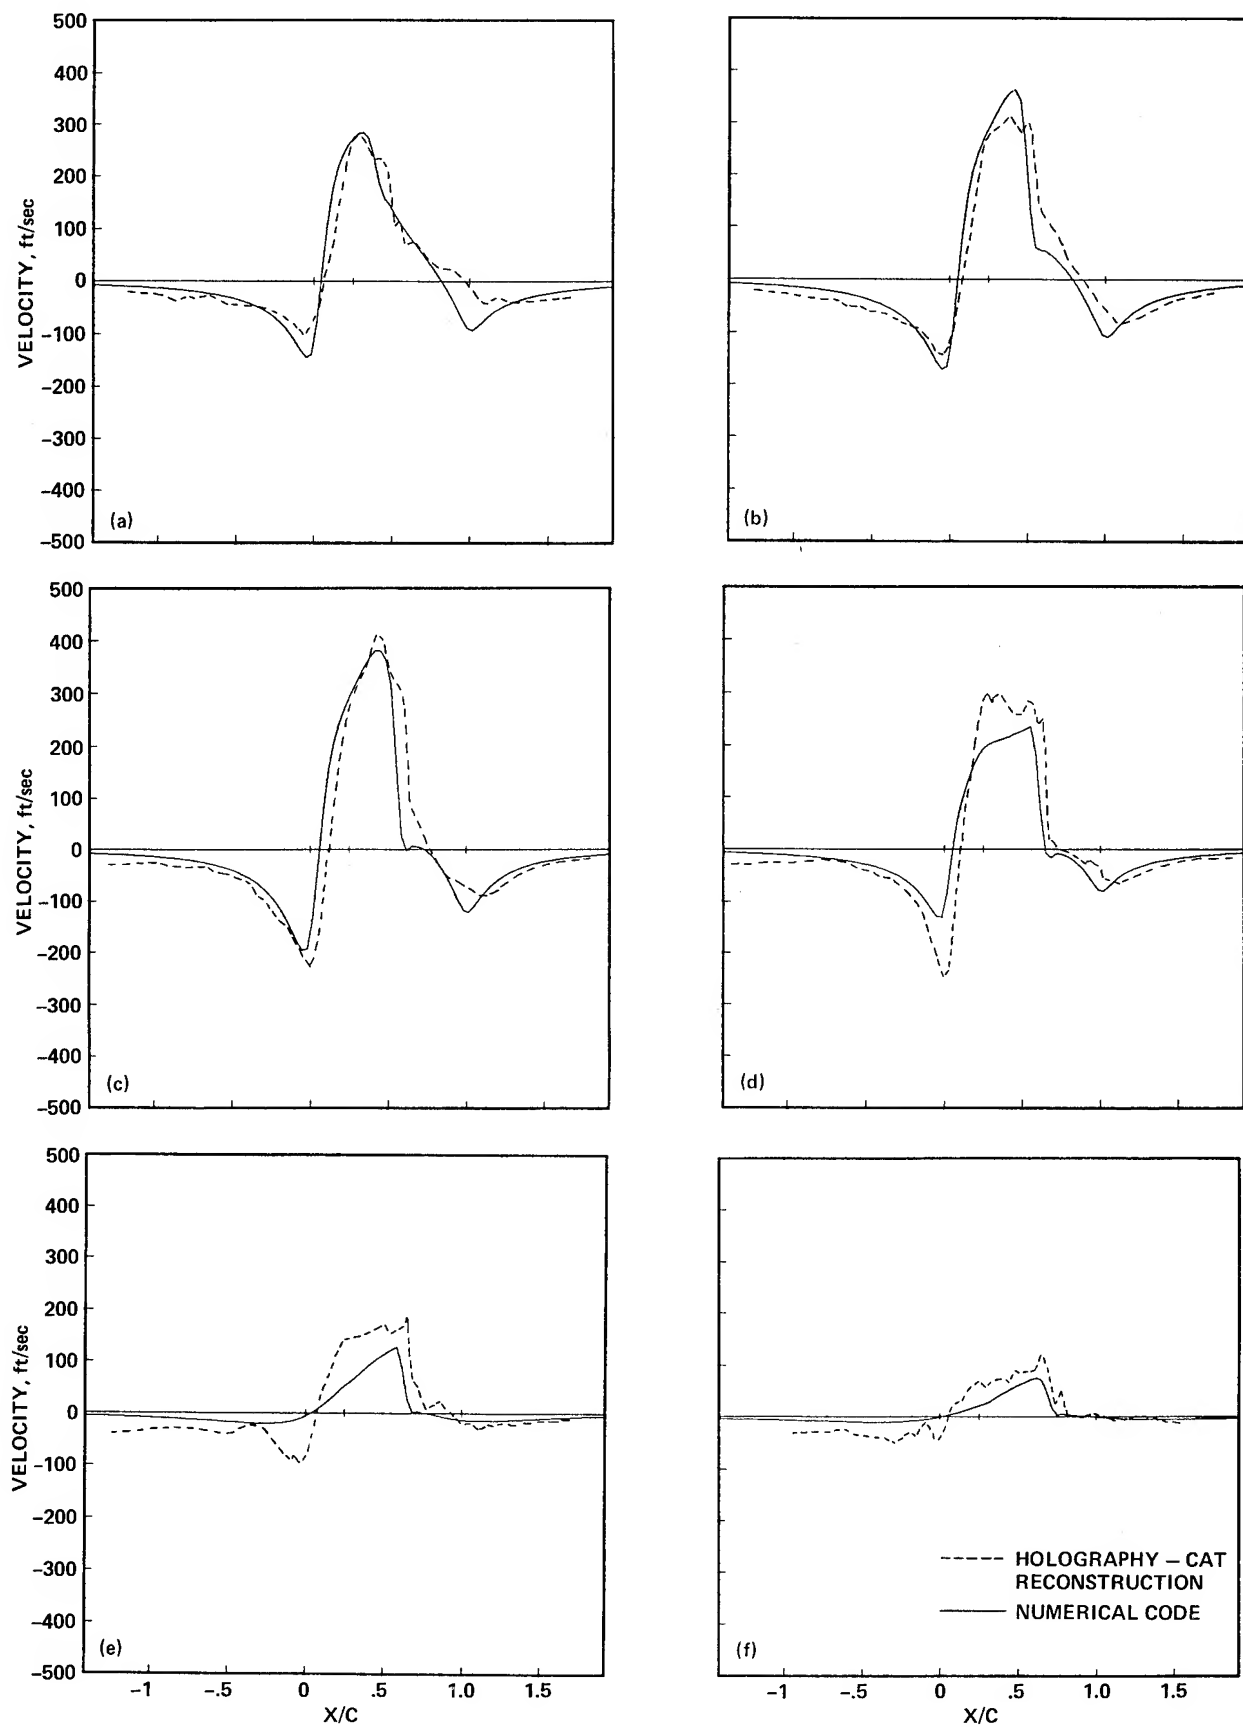 500
400
300
200
100
0
-100
-200
-300
-400
-500
VELOCITY, ft/sec
(a)
(b)
500
400
300
200
100
0
-100
-200
-300
-400
-500
VELOCITY, ft/sec
(c)
(d)
500
400
300
200
100
0
-100
-200
-300
-400
-500
VELOCITY, ft/sec
(e)
-1 -.5 0 .5 1.0 1.5
X/C
HOLOGRAPHY – CAT
RECONSTRUCTION
NUMERICAL CODE
(f)
-1 -.5 0 .5 1.0 1.5
X/C